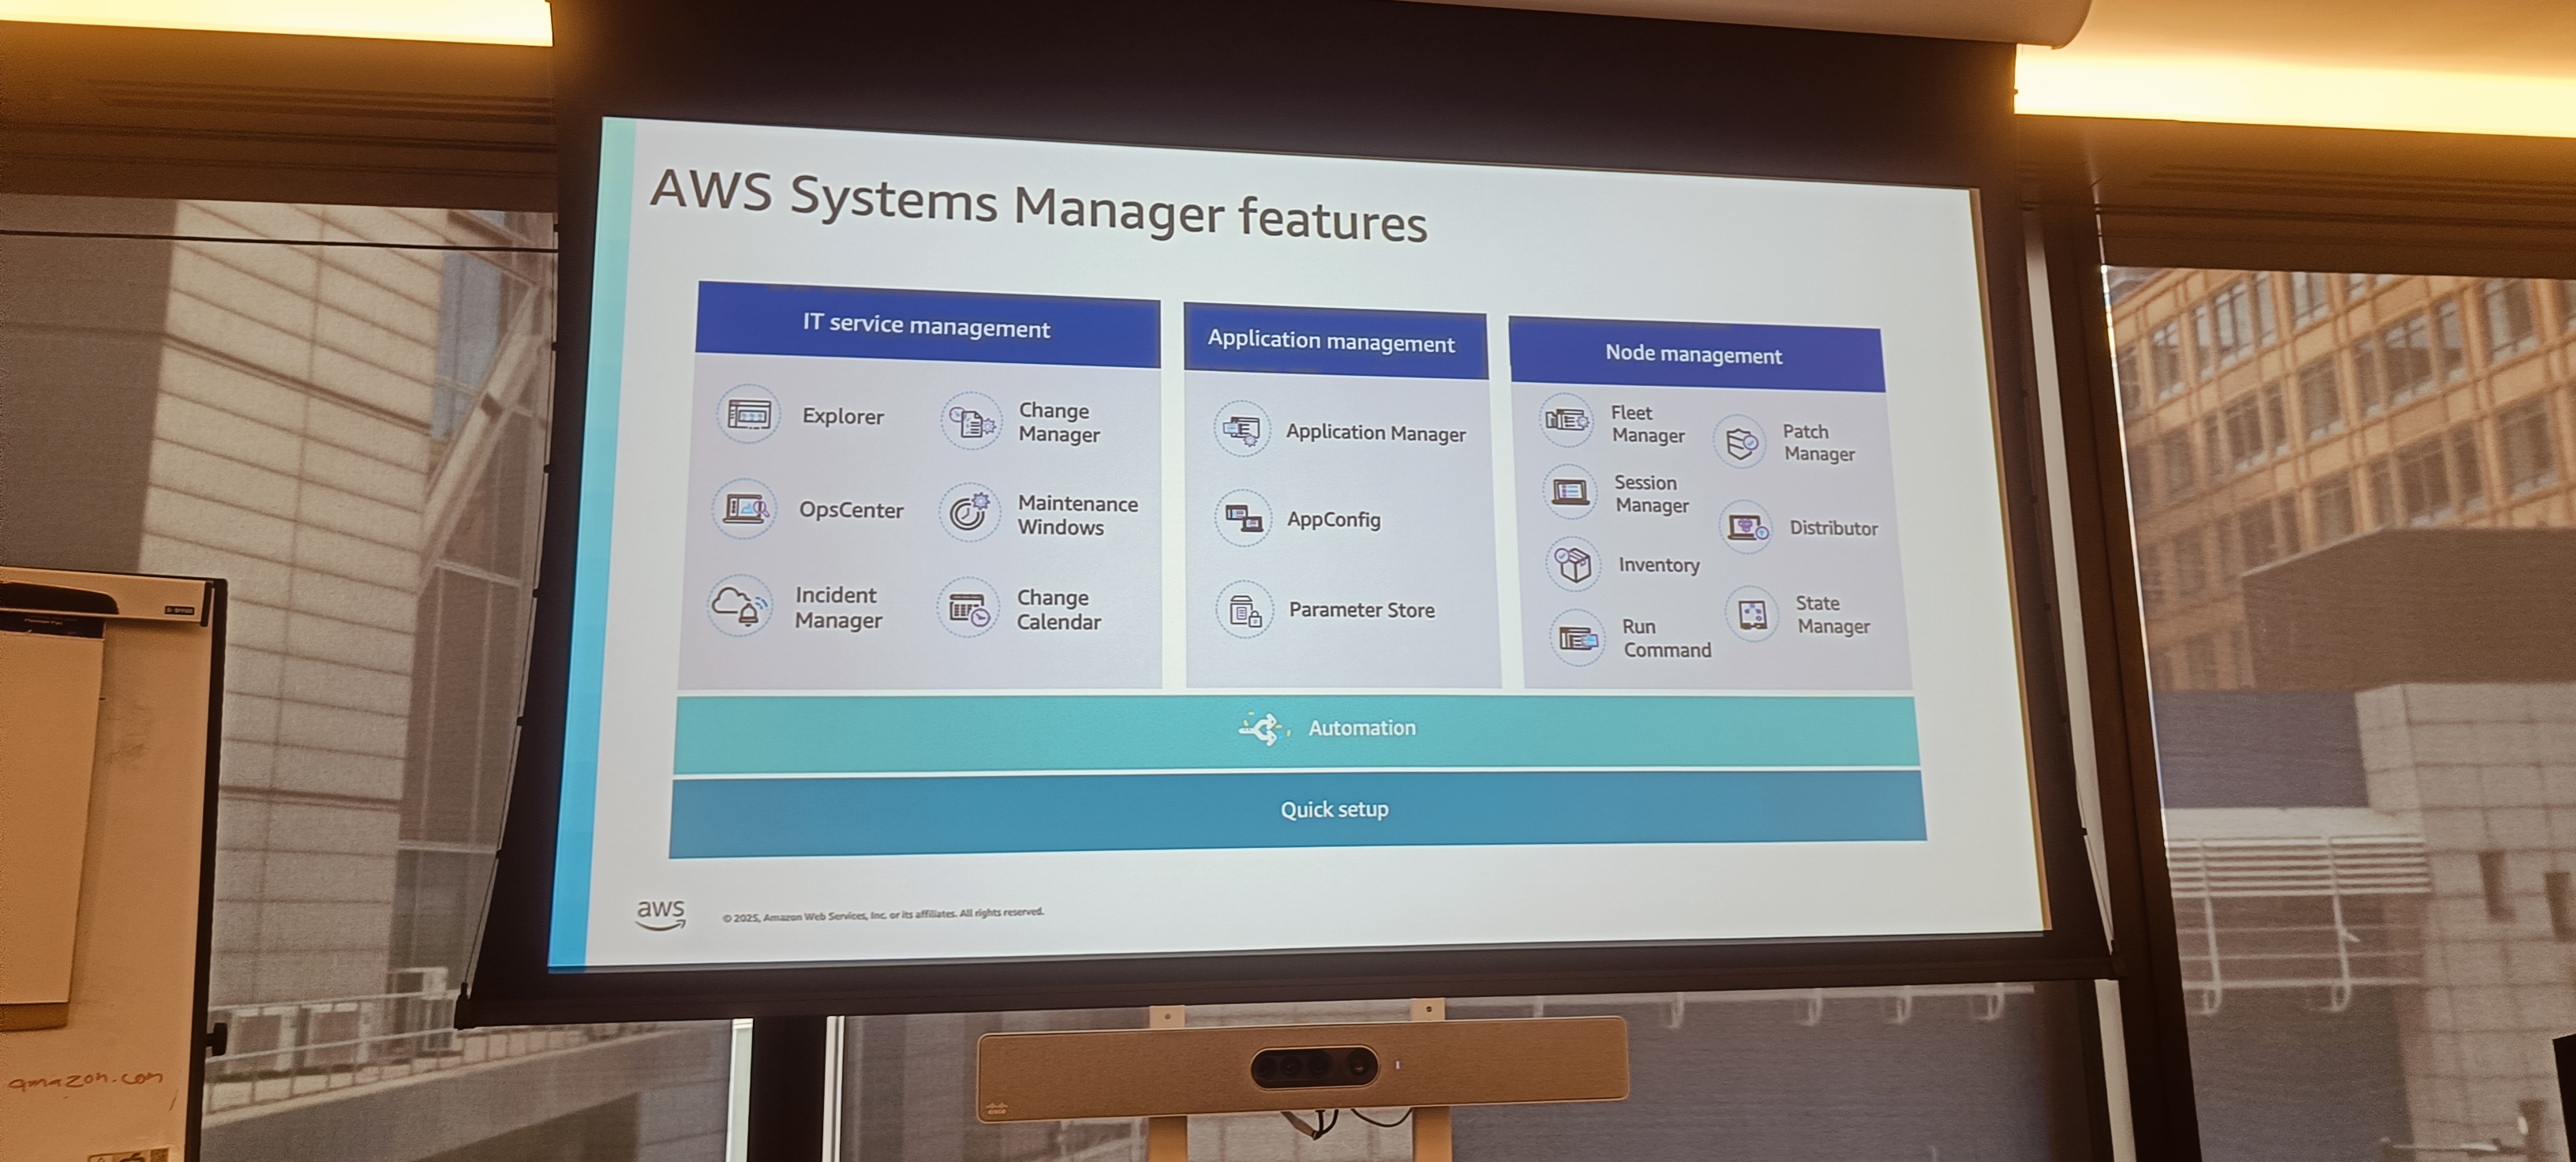 AWS Systems Manager features
IT service management
Explorer
Change
Manager
OpsCenter
Maintenance
Windows
Incident
Manager
Change
Calendar
Application management
Application Manager
AppConfig
Parameter Store
Node management
Fleet
Manager
Patch
Manager
Session
Manager
Distributor
Inventory
State
Manager
Run
Command
Automation
Quick setup
aws
© 2025, Amazon Web Services, Inc. or its affiliates. All rights reserved.
amazon.com
cisco